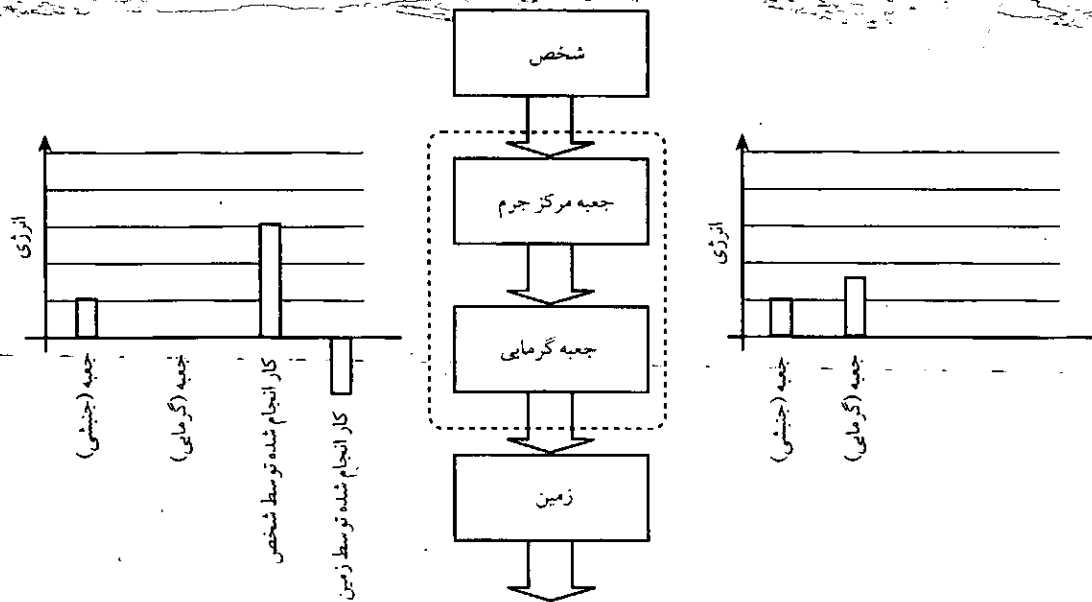 شخص
جعبه مرکز جرم
جعبه گرمایی
زمین
انرژی
جعبه (جنبشی)
جعبه (گرمایی)
کار انجام شده توسط شخص
کار انجام شده توسط زمین
انرژی
جعبه (جنبشی)
جعبه (گرمایی)